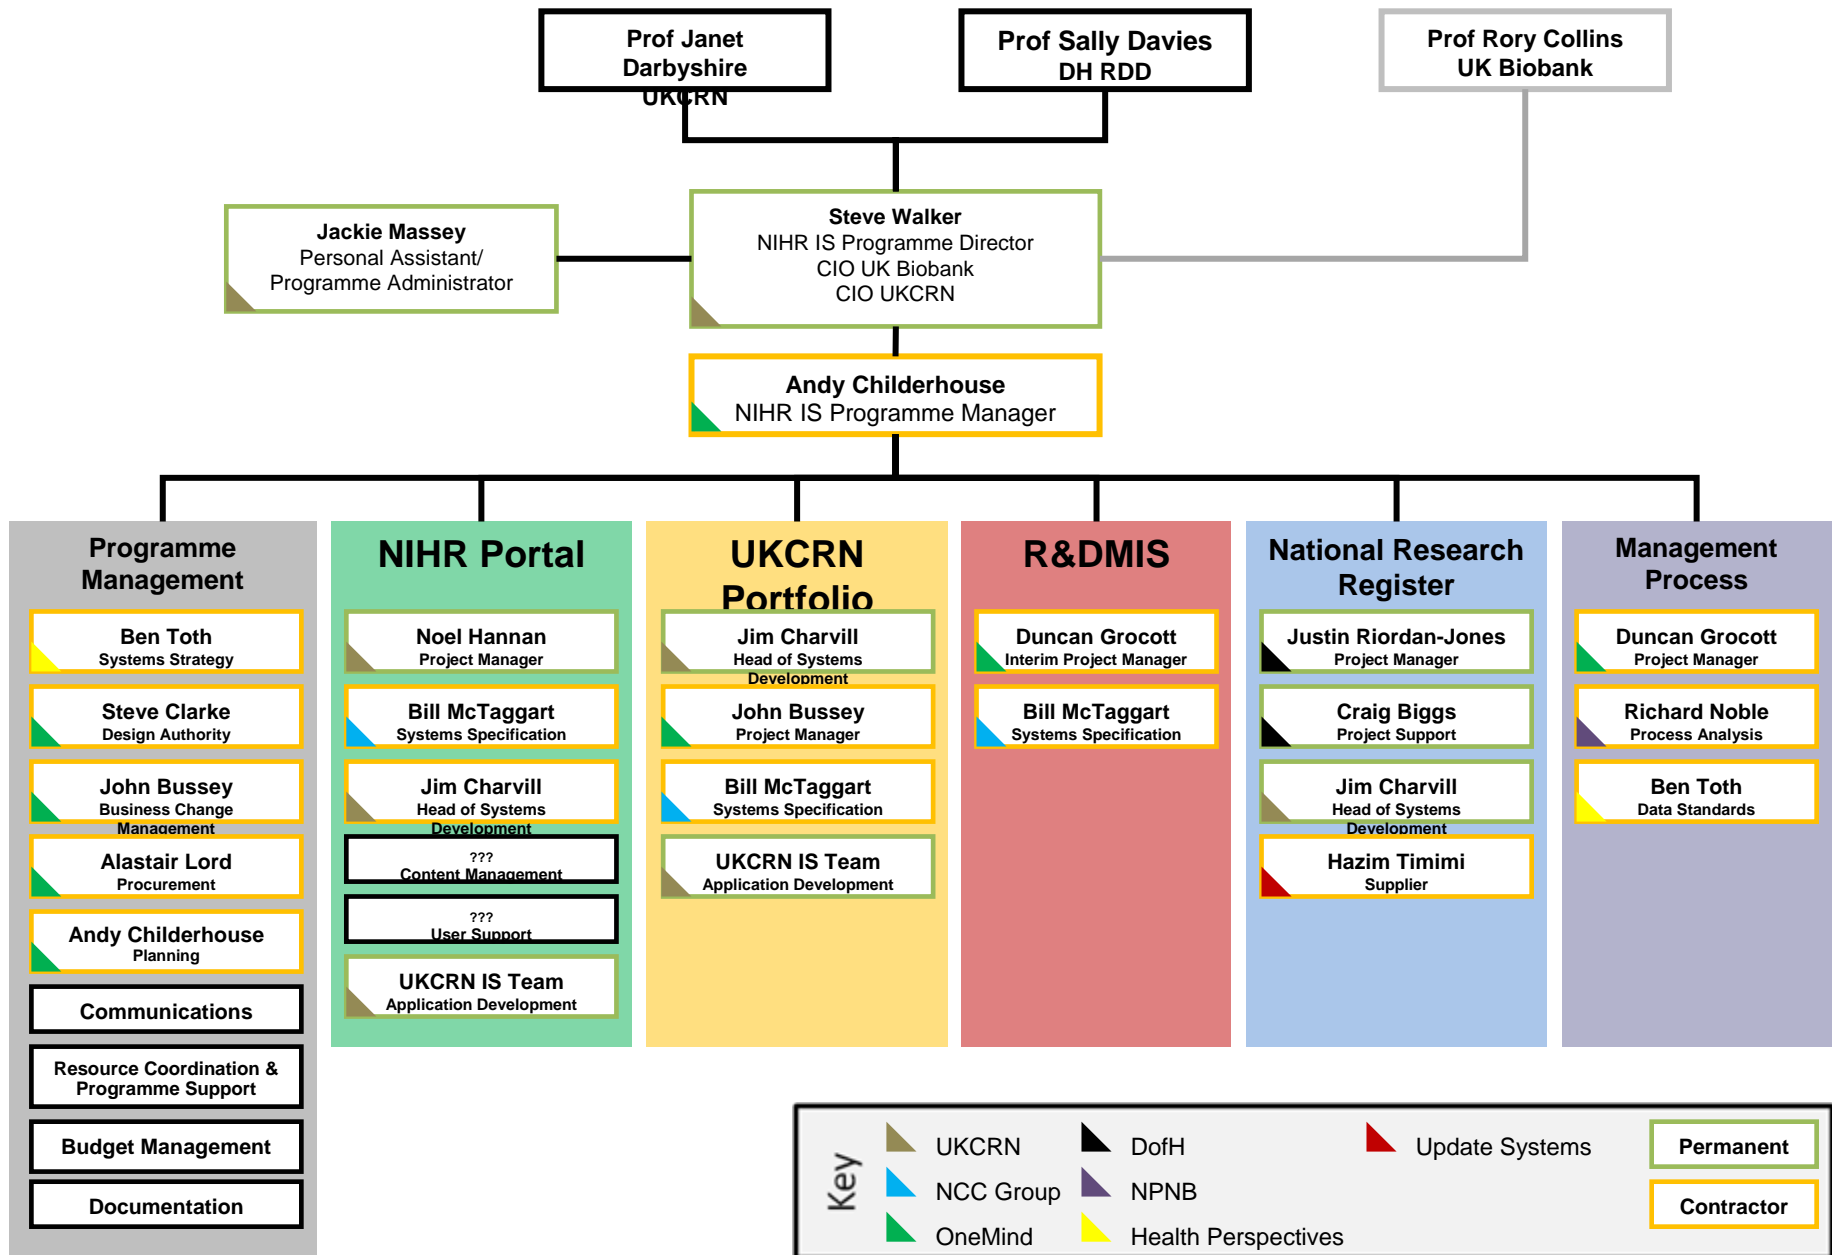 Prof Janet
Darbyshire
UKCRN
Prof Sally Davies
DH RDD
Prof Rory Collins
UK Biobank
Jackie Massey
Personal Assistant/
Programme Administrator
Steve Walker
NIHR IS Programme Director
CIO UK Biobank
CIO UKCRN
Andy Childerhouse
NIHR IS Programme Manager
Programme
Management
Ben Toth
Systems Strategy
Steve Clarke
Design Authority
John Bussey
Business Change
Management
Alastair Lord
Procurement
Andy Childerhouse
Planning
Communications
Resource Coordination &
Programme Support
Budget Management
Documentation
NIHR Portal
Noel Hannan
Project Manager
Bill McTaggart
Systems Specification
Jim Charvill
Head of Systems
Development
???
Content Management
???
User Support
UKCRN IS Team
Application Development
UKCRN
Portfolio
Jim Charvill
Head of Systems
Development
John Bussey
Project Manager
Bill McTaggart
Systems Specification
UKCRN IS Team
Application Development
R&DMIS
Duncan Grocott
Interim Project Manager
Bill McTaggart
Systems Specification
National Research
Register
Justin Riordan-Jones
Project Manager
Craig Biggs
Project Support
Jim Charvill
Head of Systems
Development
Hazim Timimi
Supplier
Management
Process
Duncan Grocott
Project Manager
Richard Noble
Process Analysis
Ben Toth
Data Standards
Key
UKCRN
NCC Group
OneMind
DofH
NPNB
Health Perspectives
Update Systems
Permanent
Contractor